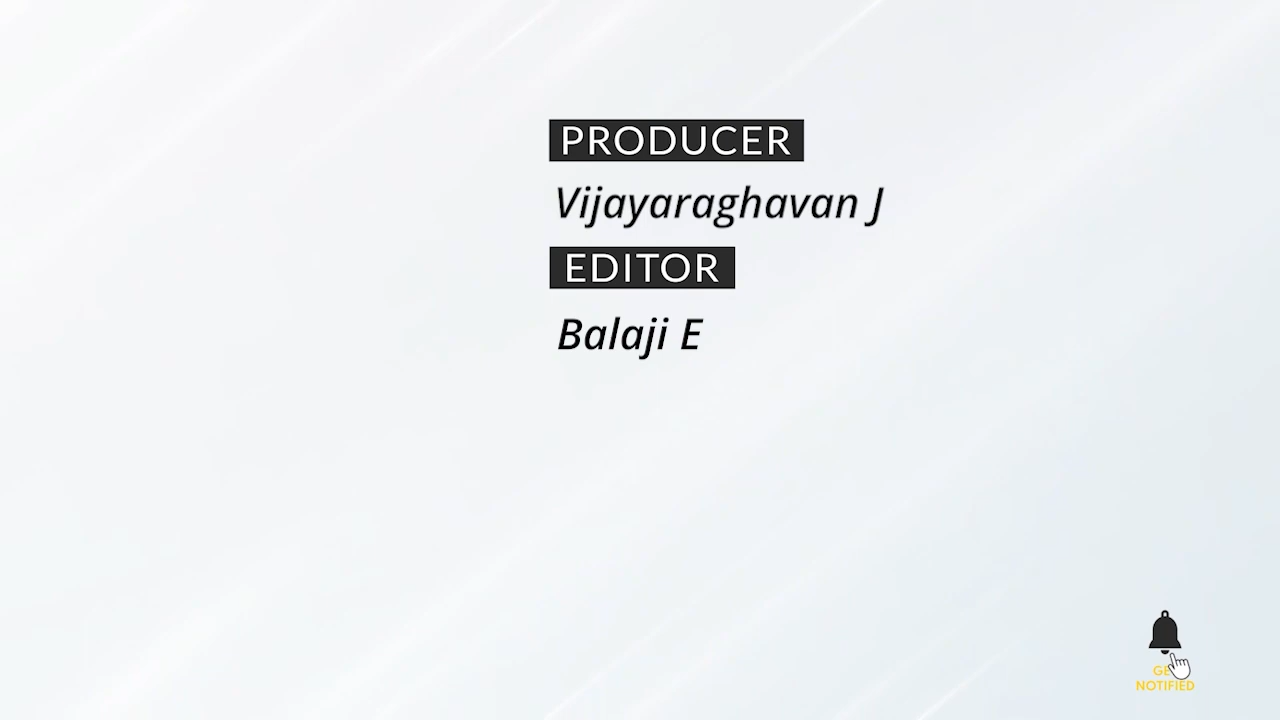 PRODUCER
Vijayaraghavan J
EDITOR
Balaji E
NOTIFIED